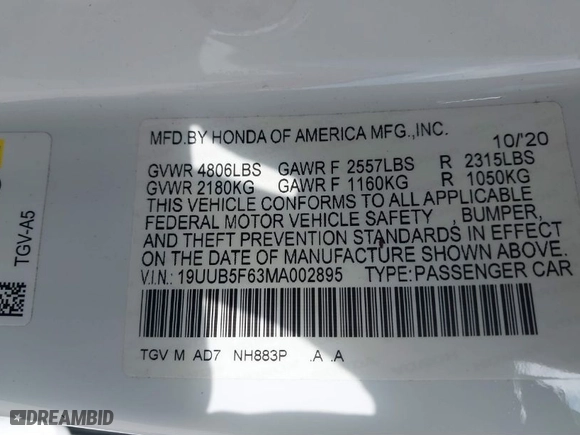 MFD.BY HONDA OF AMERICA MFG.,INC. 10/'20
GVWR 4806LBS GAWR F 2557LBS R 2315LBS
GVWR 2180KG GAWR F 1160KG R 1050KG
THIS VEHICLE CONFORMS TO ALL APPLICABLE
FEDERAL MOTOR VEHICLE SAFETY , BUMPER,
AND THEFT PREVENTION STANDARDS IN EFFECT
ON THE DATE OF MANUFACTURE SHOWN ABOVE.
V.I.N.: 19UUB5F63MA002895 TYPE:PASSENGER CAR
TGV M AD7 NH883P .A .A
TGV-A5
DREAMBID